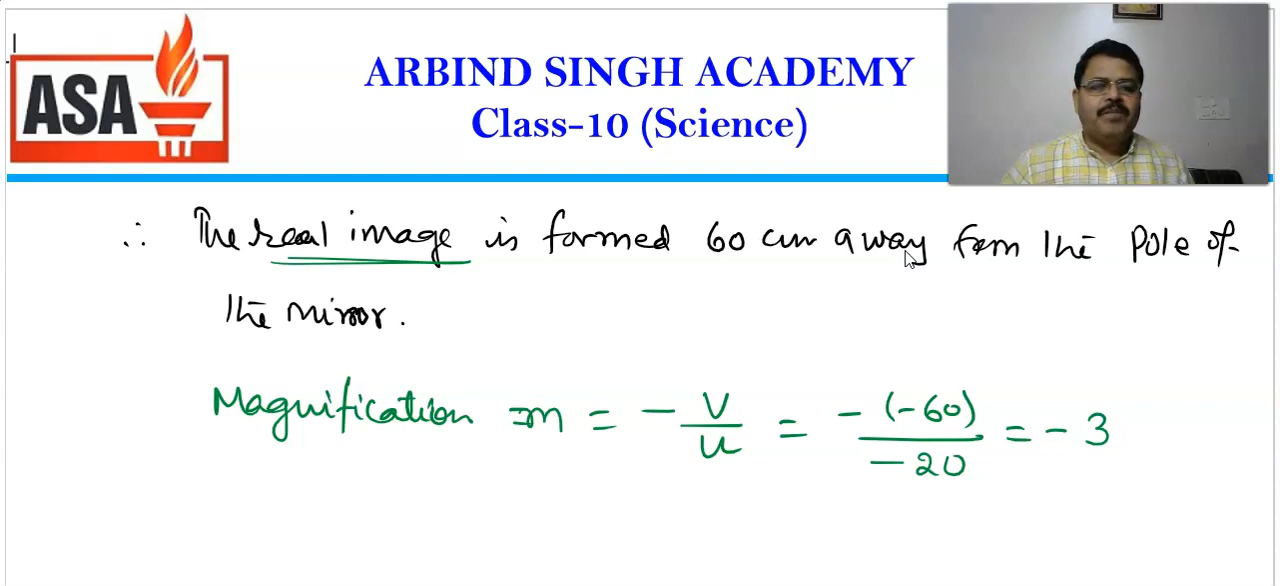 ASA
ARBIND SINGH ACADEMY
Class-10 (Science)
∴ The real image is formed 60 cm away from the Pole of
the mirror.
Magnification m = - v/u = - (-60)/-20 = - 3